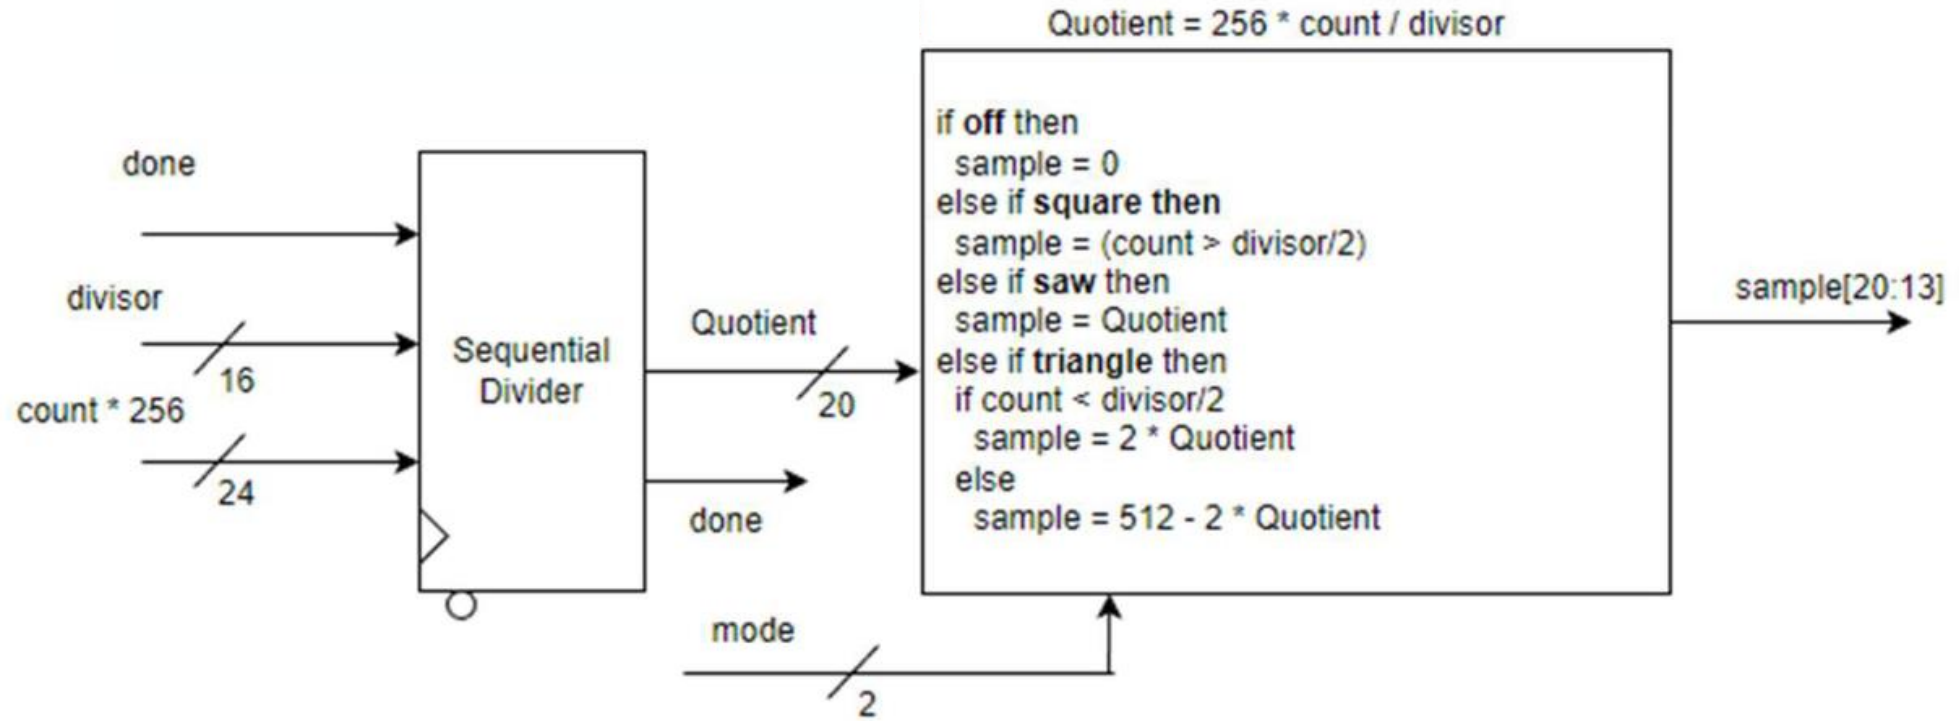 Quotient = 256 * count / divisor
done
divisor
16
count * 256
24
Sequential
Divider
Quotient
20
done
mode
2
if off then
sample = 0
else if square then
sample = (count > divisor/2)
else if saw then
sample = Quotient
else if triangle then
if count < divisor/2
sample = 2 * Quotient
else
sample = 512 - 2 * Quotient
sample[20:13]